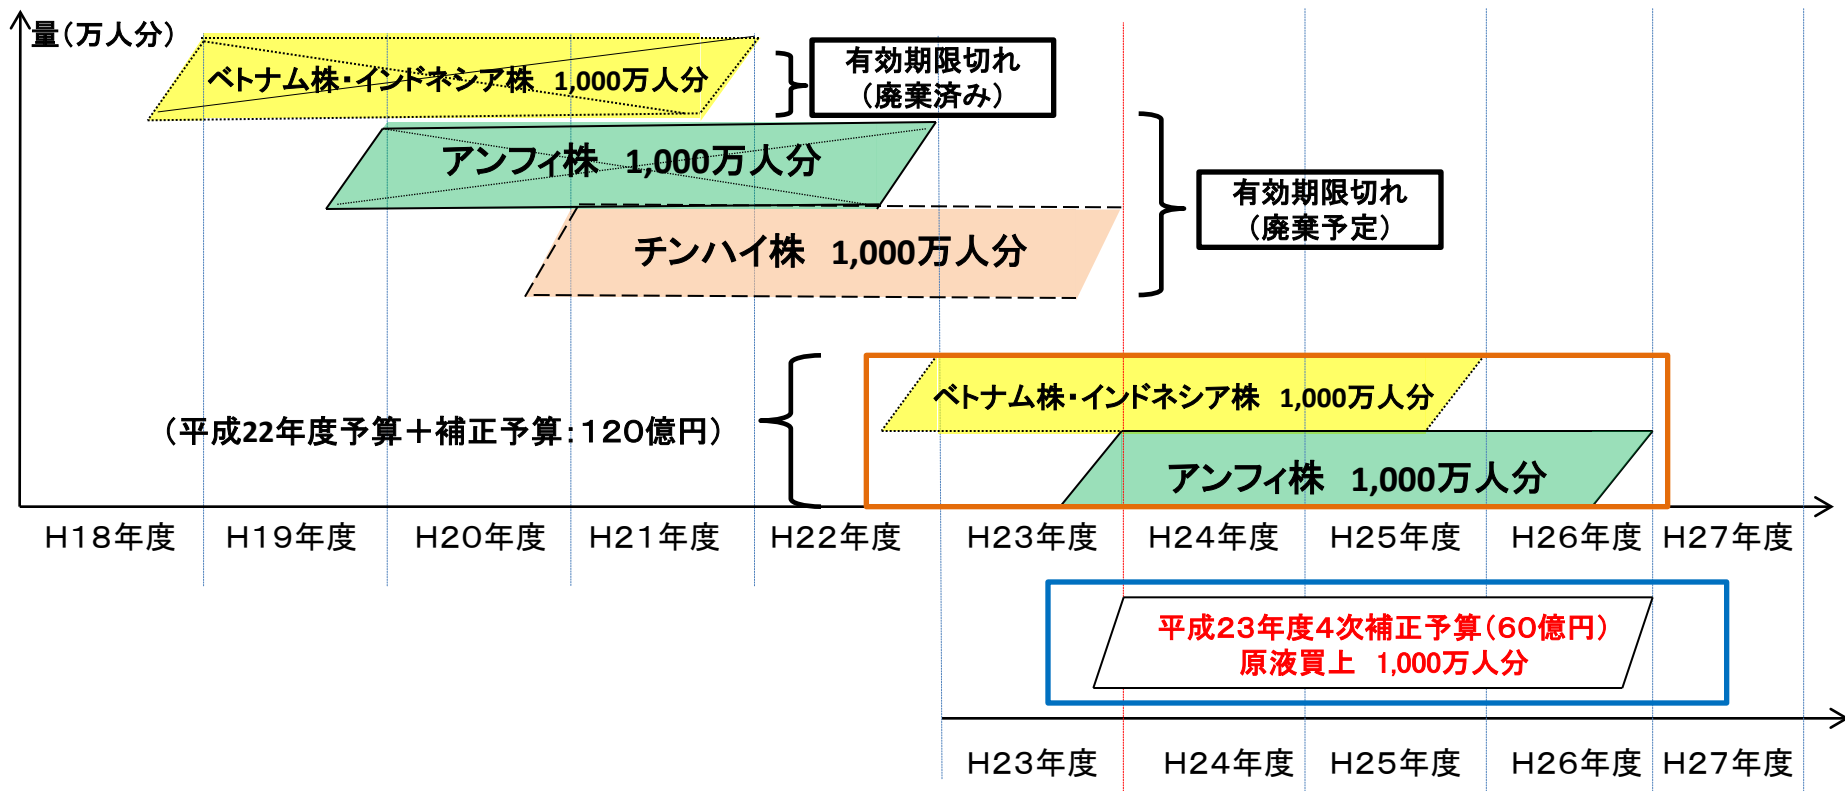 量（万人分）
ベトナム株・インドネシア株　1,000万人分
有効期限切れ
（廃棄済み）
アンフィ株　1,000万人分
有効期限切れ
（廃棄予定）
チンハイ株　1,000万人分
ベトナム株・インドネシア株　1,000万人分
（平成22年度予算＋補正予算：１２０億円）
アンフィ株　1,000万人分
H18年度　H19年度　H20年度　H21年度　H22年度　H23年度　H24年度　H25年度　H26年度　H27年度
平成２３年度４次補正予算（６０億円）
原液買上　1,000万人分
H23年度　H24年度　H25年度　H26年度　H27年度